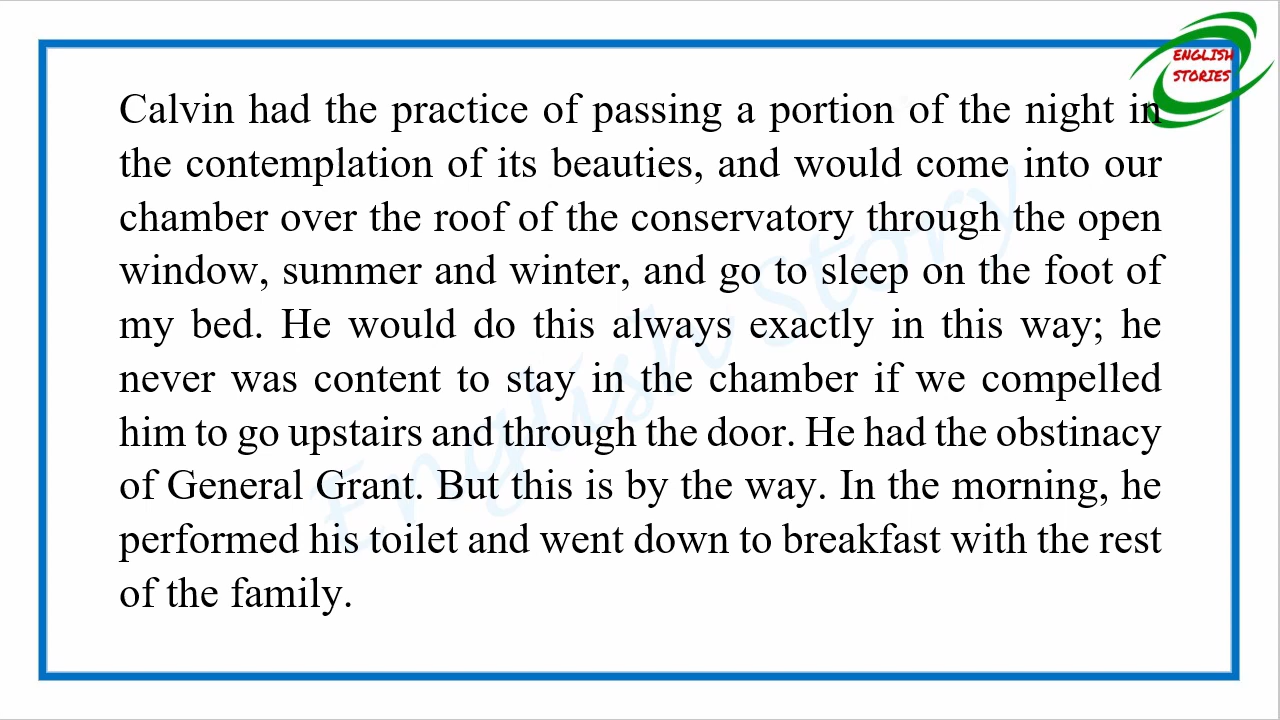 ENGLISH
STORIES
Calvin had the practice of passing a portion of the night in
the contemplation of its beauties, and would come into our
chamber over the roof of the conservatory through the open
window, summer and winter, and go to sleep on the foot of
my bed. He would do this always exactly in this way; he
never was content to stay in the chamber if we compelled
him to go upstairs and through the door. He had the obstinacy
of General Grant. But this is by the way. In the morning, he
performed his toilet and went down to breakfast with the rest
of the family.
English Story